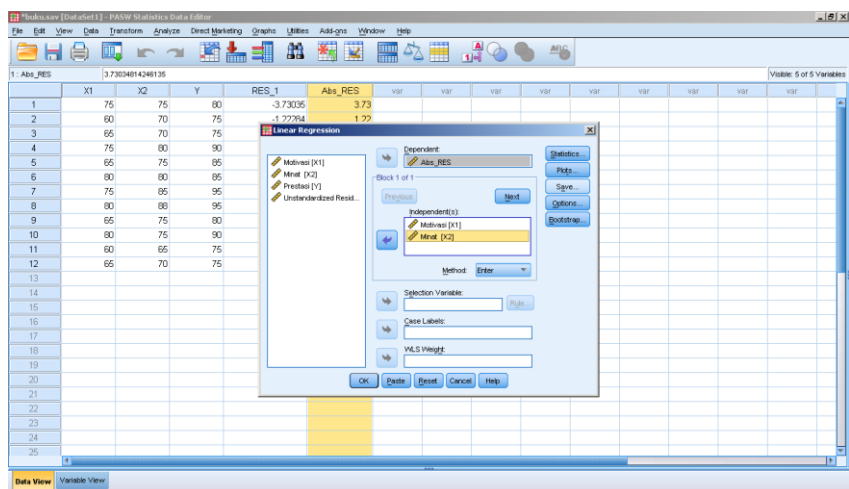 *buku.sav [DataSet1] - PASW Statistics Data Editor
File Edit View Data Transform Analyze Direct Marketing Graphs Utilities Add-ons Window Help
1 : Abs_RES 3.73034814246135 Visible: 5 of 5 Variables
X1 X2 Y RES_1 Abs_RES var var var var var var var var
1 75 75 80 -3.73035 3.73
2 60 70 75 -1.22284 1.22
3 65 70 75
4 75 80 90
5 65 75 85
6 80 80 85
7 75 85 95
8 80 88 95
9 65 75 80
10 80 75 90
11 60 65 75
12 65 70 75
13
14
15
16
17
18
19
20
21
22
23
24
25
Linear Regression
Motivasi [X1]
Minat [X2]
Prestasi [Y]
Unstandardized Resid...
Dependent:
Abs_RES
Block 1 of 1
Previous Next
Independent(s):
Motivasi [X1]
Minat [X2]
Method: Enter
Selection Variable:
Rule...
Case Labels:
WLS Weight:
Statistics...
Plots...
Save...
Options...
Bootstrap...
OK Paste Reset Cancel Help
Data View Variable View